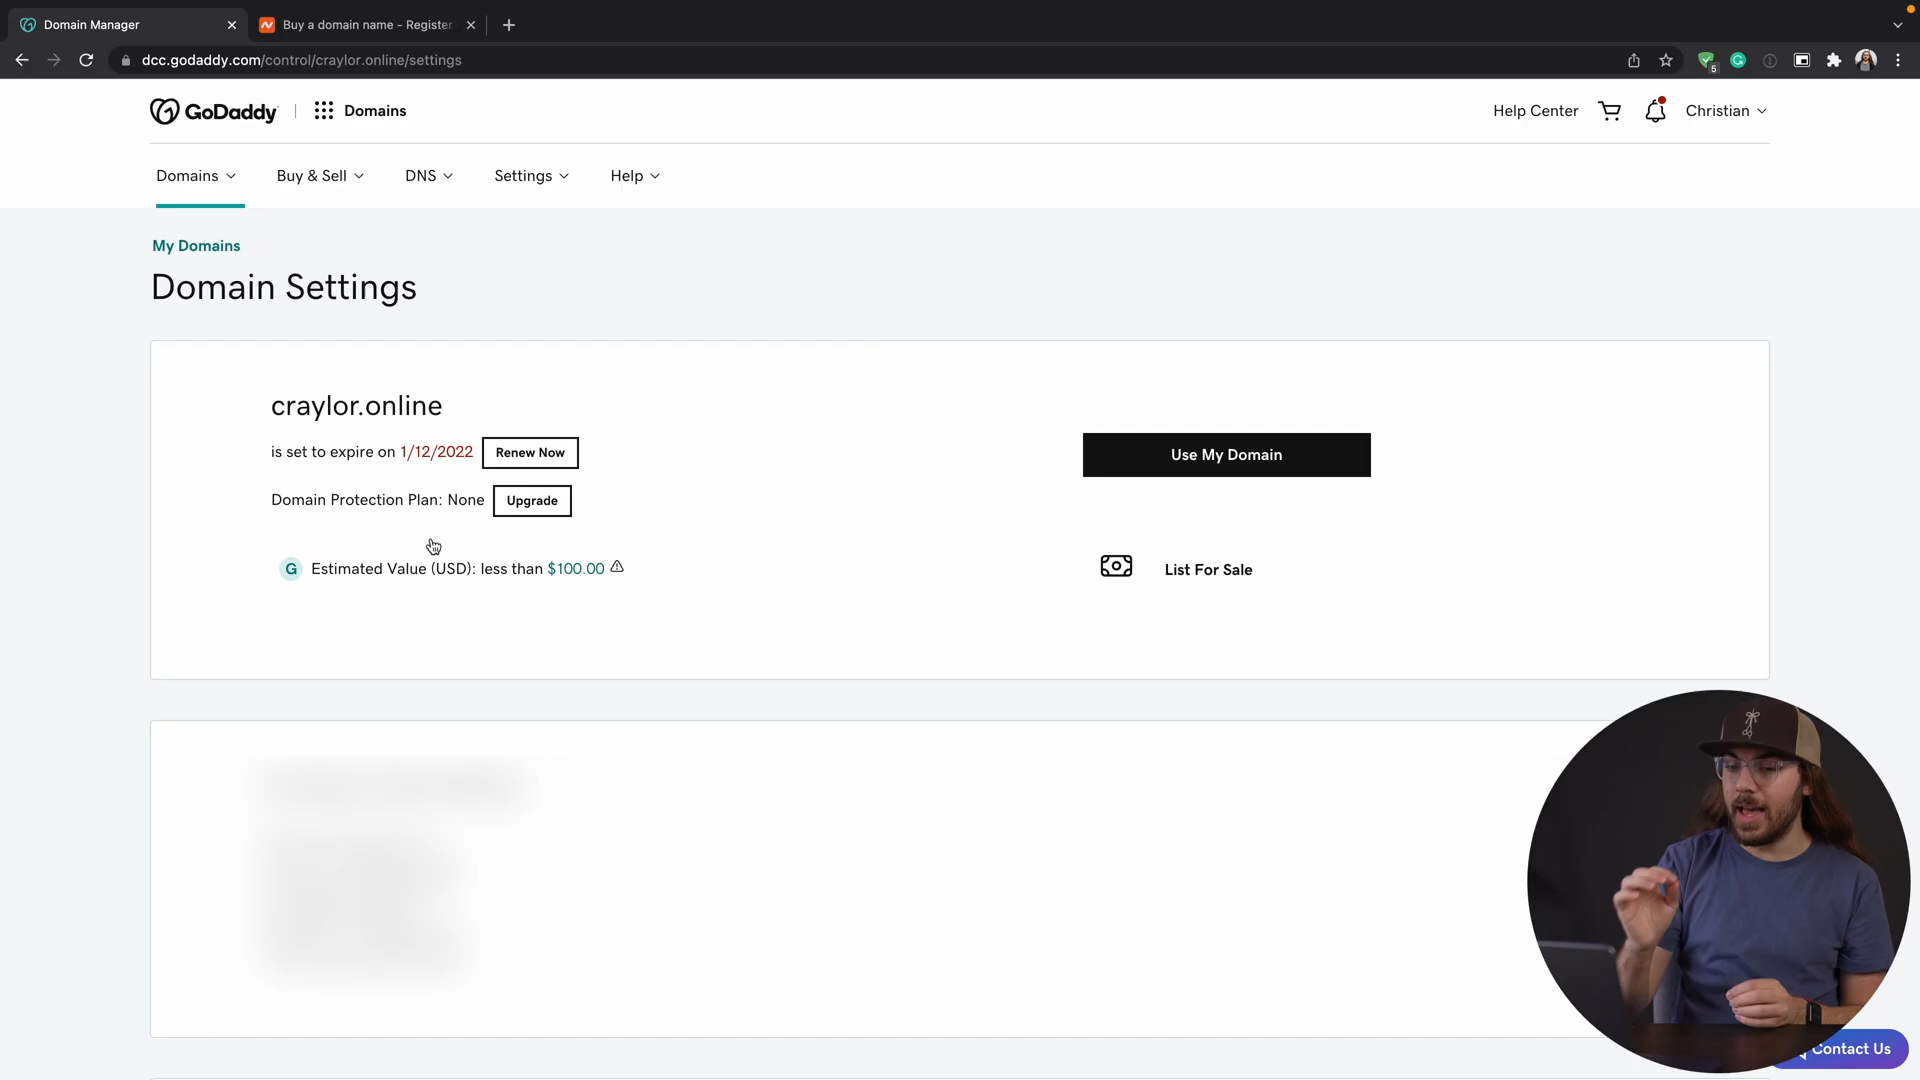 Domain Manager
Buy a domain name - Register
dcc.godaddy.com/control/craylor.online/settings
5
GoDaddy
Domains
Help Center
Christian
Domains
Buy & Sell
DNS
Settings
Help
My Domains
Domain Settings
craylor.online
is set to expire on 1/12/2022
Renew Now
Use My Domain
Domain Protection Plan: None
Upgrade
G
Estimated Value (USD): less than $100.00
List For Sale
Contact Us